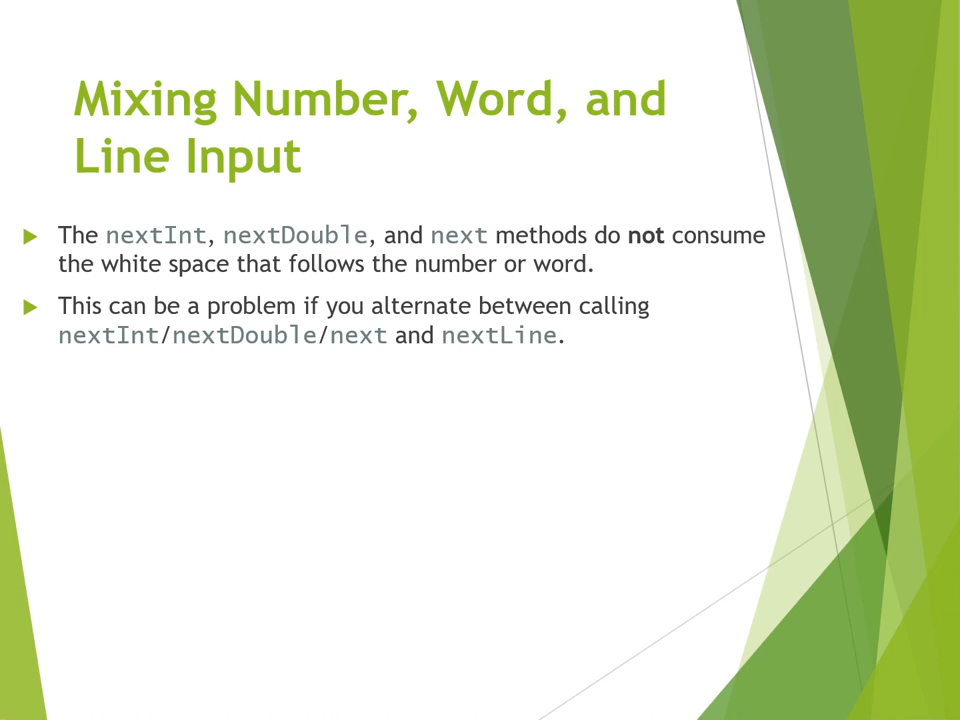 Mixing Number, Word, and
Line Input
The nextInt, nextDouble, and next methods do not consume
the white space that follows the number or word.
This can be a problem if you alternate between calling
nextInt/nextDouble/next and nextLine.